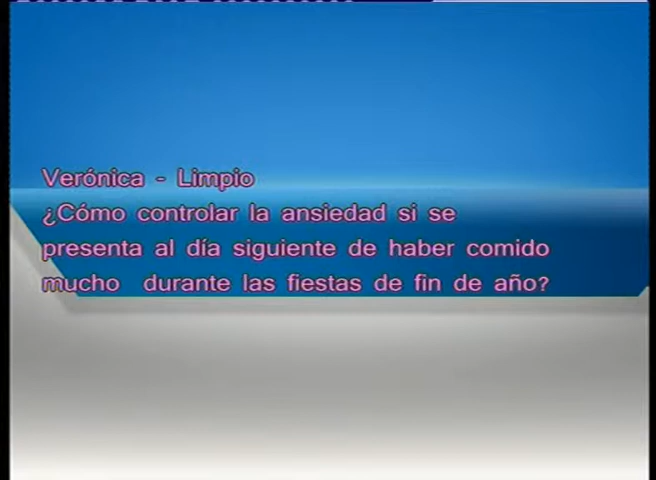 Verónica - Limpio
¿Cómo controlar la ansiedad si se
presenta al día siguiente de haber comido
mucho durante las fiestas de fin de año?